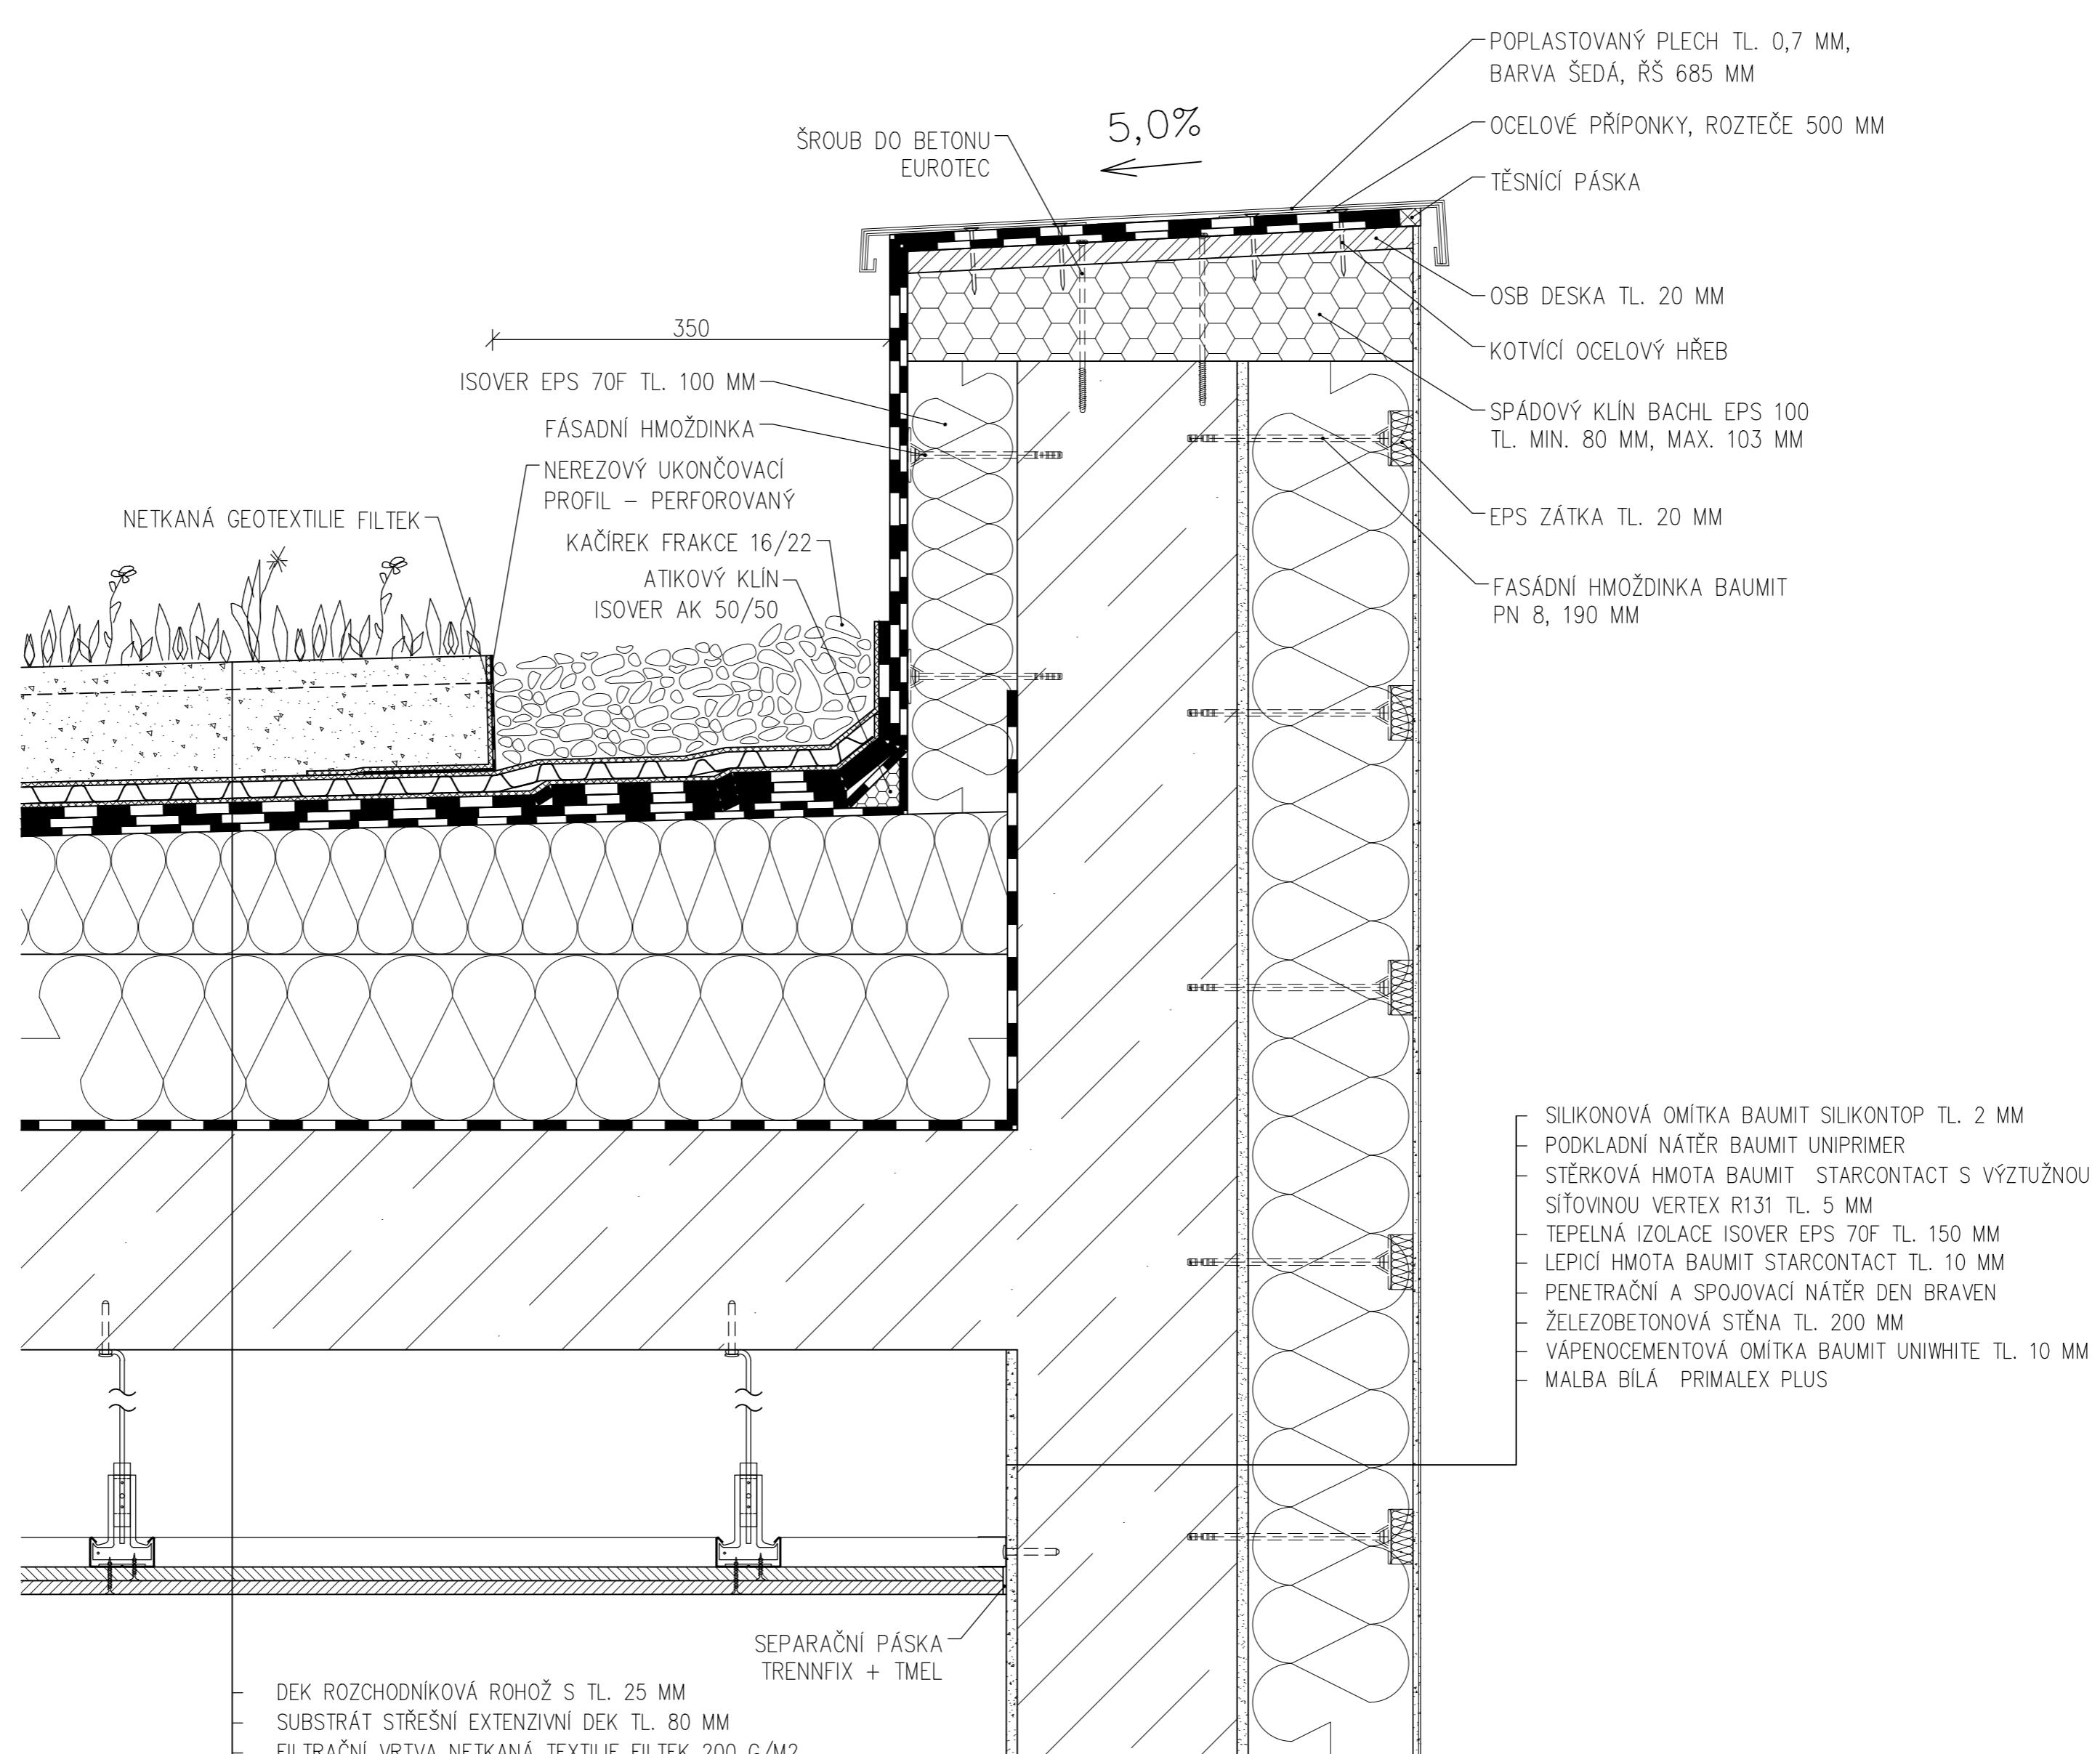 POPLASTOVANÝ PLECH TL. 0,7 MM,
BARVA ŠEDÁ, ŘŠ 685 MM
5,0%
OCELOVÉ PŘÍPONKY, ROZTEČE 500 MM
ŠROUB DO BETONU
EUROTEC
TĚSNÍCÍ PÁSKA
OSB DESKA TL. 20 MM
350
KOTVÍCÍ OCELOVÝ HŘEB
ISOVER EPS 70F TL. 100 MM
SPÁDOVÝ KLÍN BACHL EPS 100
TL. MIN. 80 MM, MAX. 103 MM
FÁSADNÍ HMOŽDINKA
NEREZOVÝ UKONČOVACÍ
PROFIL – PERFOROVANÝ
NETKANÁ GEOTEXTILIE FILTEK
EPS ZÁTKA TL. 20 MM
KAČÍREK FRAKCE 16/22
ATIKOVÝ KLÍN
ISOVER AK 50/50
FASÁDNÍ HMOŽDINKA BAUMIT
PN 8, 190 MM
SILIKONOVÁ OMÍTKA BAUMIT SILIKONTOP TL. 2 MM
PODKLADNÍ NÁTĚR BAUMIT UNIPRIMER
STĚRKOVÁ HMOTA BAUMIT STARCONTACT S VÝZTUŽNOU
SÍŤOVINOU VERTEX R131 TL. 5 MM
TEPELNÁ IZOLACE ISOVER EPS 70F TL. 150 MM
LEPICÍ HMOTA BAUMIT STARCONTACT TL. 10 MM
PENETRAČNÍ A SPOJOVACÍ NÁTĚR DEN BRAVEN
ŽELEZOBETONOVÁ STĚNA TL. 200 MM
VÁPENOCEMENTOVÁ OMÍTKA BAUMIT UNIWHITE TL. 10 MM
MALBA BÍLÁ PRIMALEX PLUS
SEPARAČNÍ PÁSKA
TRENNFIX + TMEL
DEK ROZCHODNÍKOVÁ ROHOŽ S TL. 25 MM
SUBSTRÁT STŘEŠNÍ EXTENZIVNÍ DEK TL. 80 MM
FILTRAČNÍ VRTVA NETKANÁ TEXTILIE FILTEK 200 G/M2